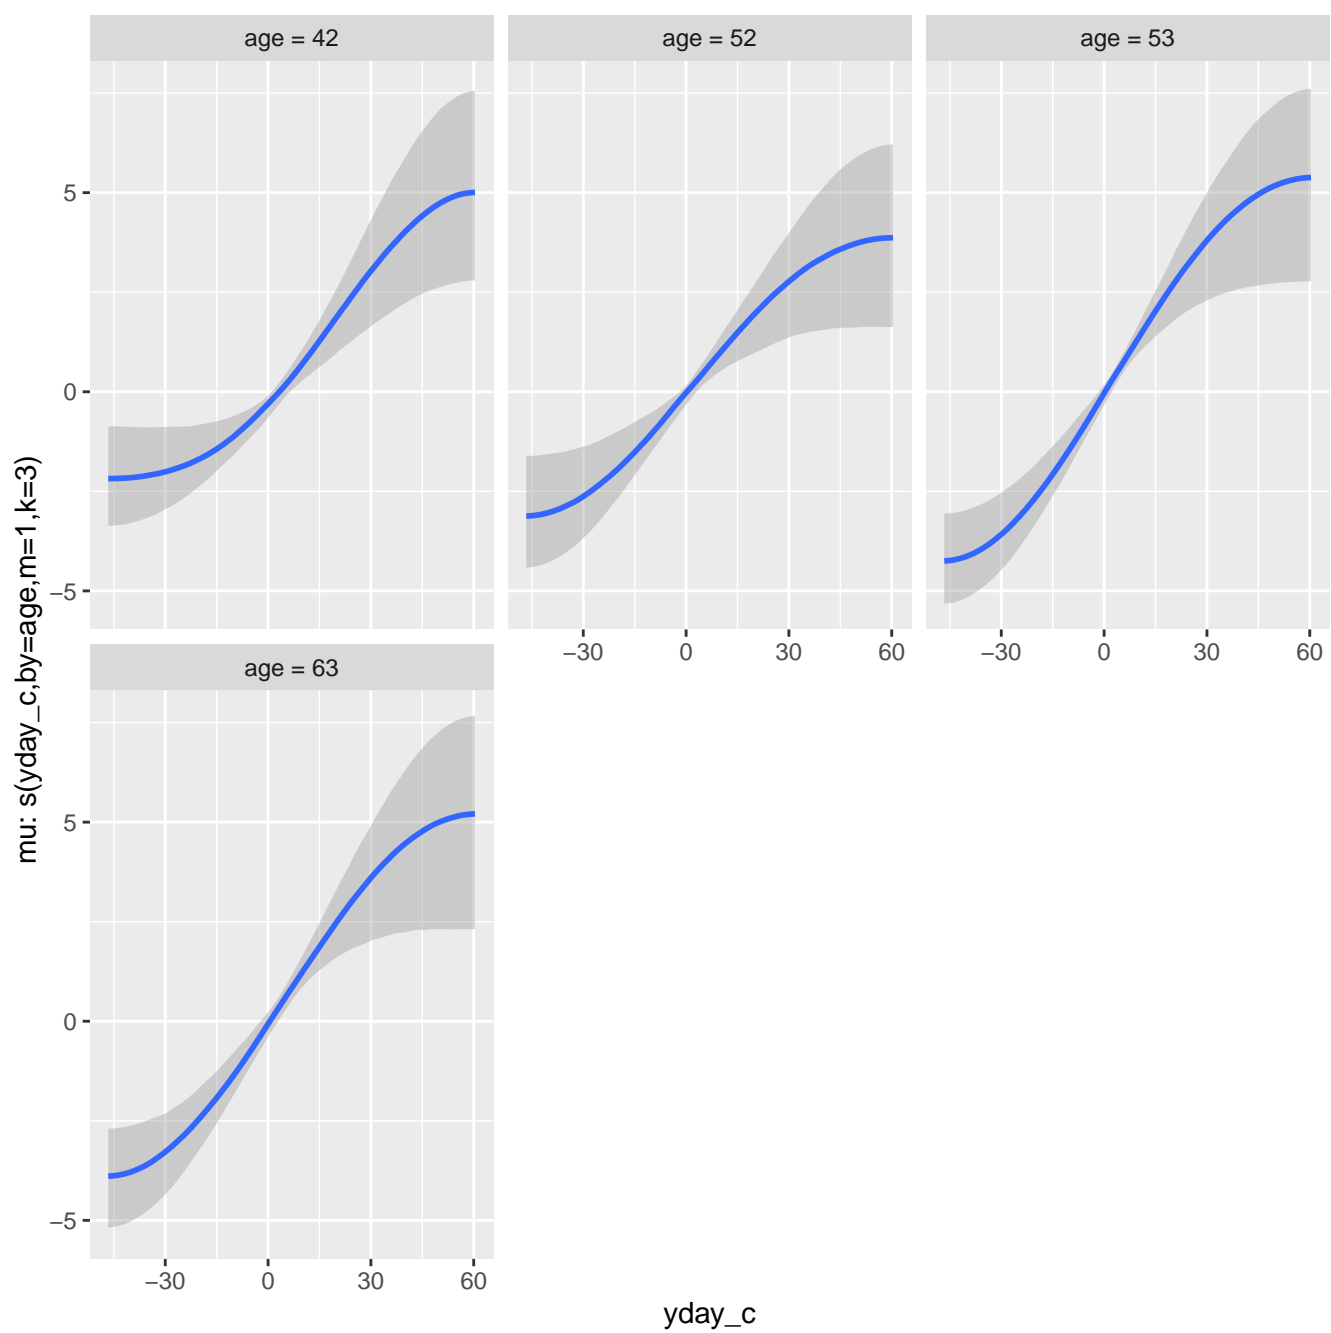 age = 42
age = 52
age = 53
5
0
−5
−30 0 30 60
−30 0 30 60
age = 63
5
0
−5
−30 0 30 60
mu: s(yday_c,by=age,m=1,k=3)
yday_c